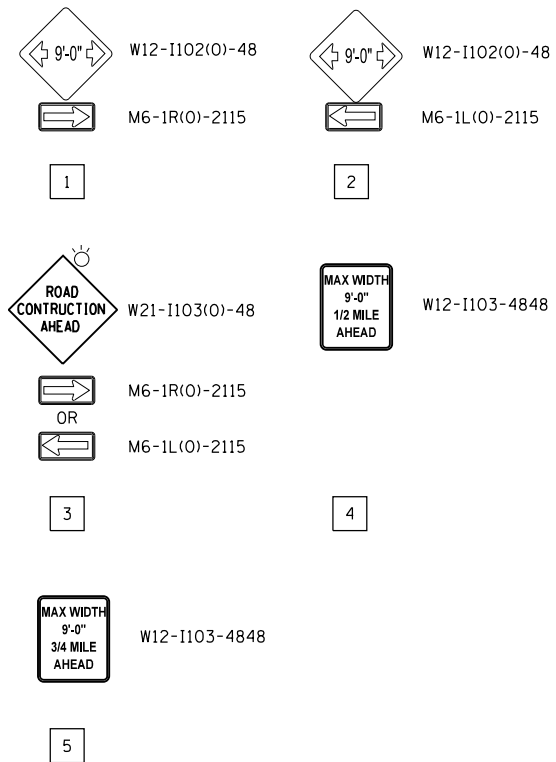 9'-0" W12-I102(O)-48
M6-1R(O)-2115
1
9'-0" W12-I102(O)-48
M6-1L(O)-2115
2
ROAD
CONTRUCTION
AHEAD
W21-I103(O)-48
M6-1R(O)-2115
OR
M6-1L(O)-2115
3
MAX WIDTH
9'-0"
1/2 MILE
AHEAD
W12-I103-4848
4
MAX WIDTH
9'-0"
3/4 MILE
AHEAD
W12-I103-4848
5